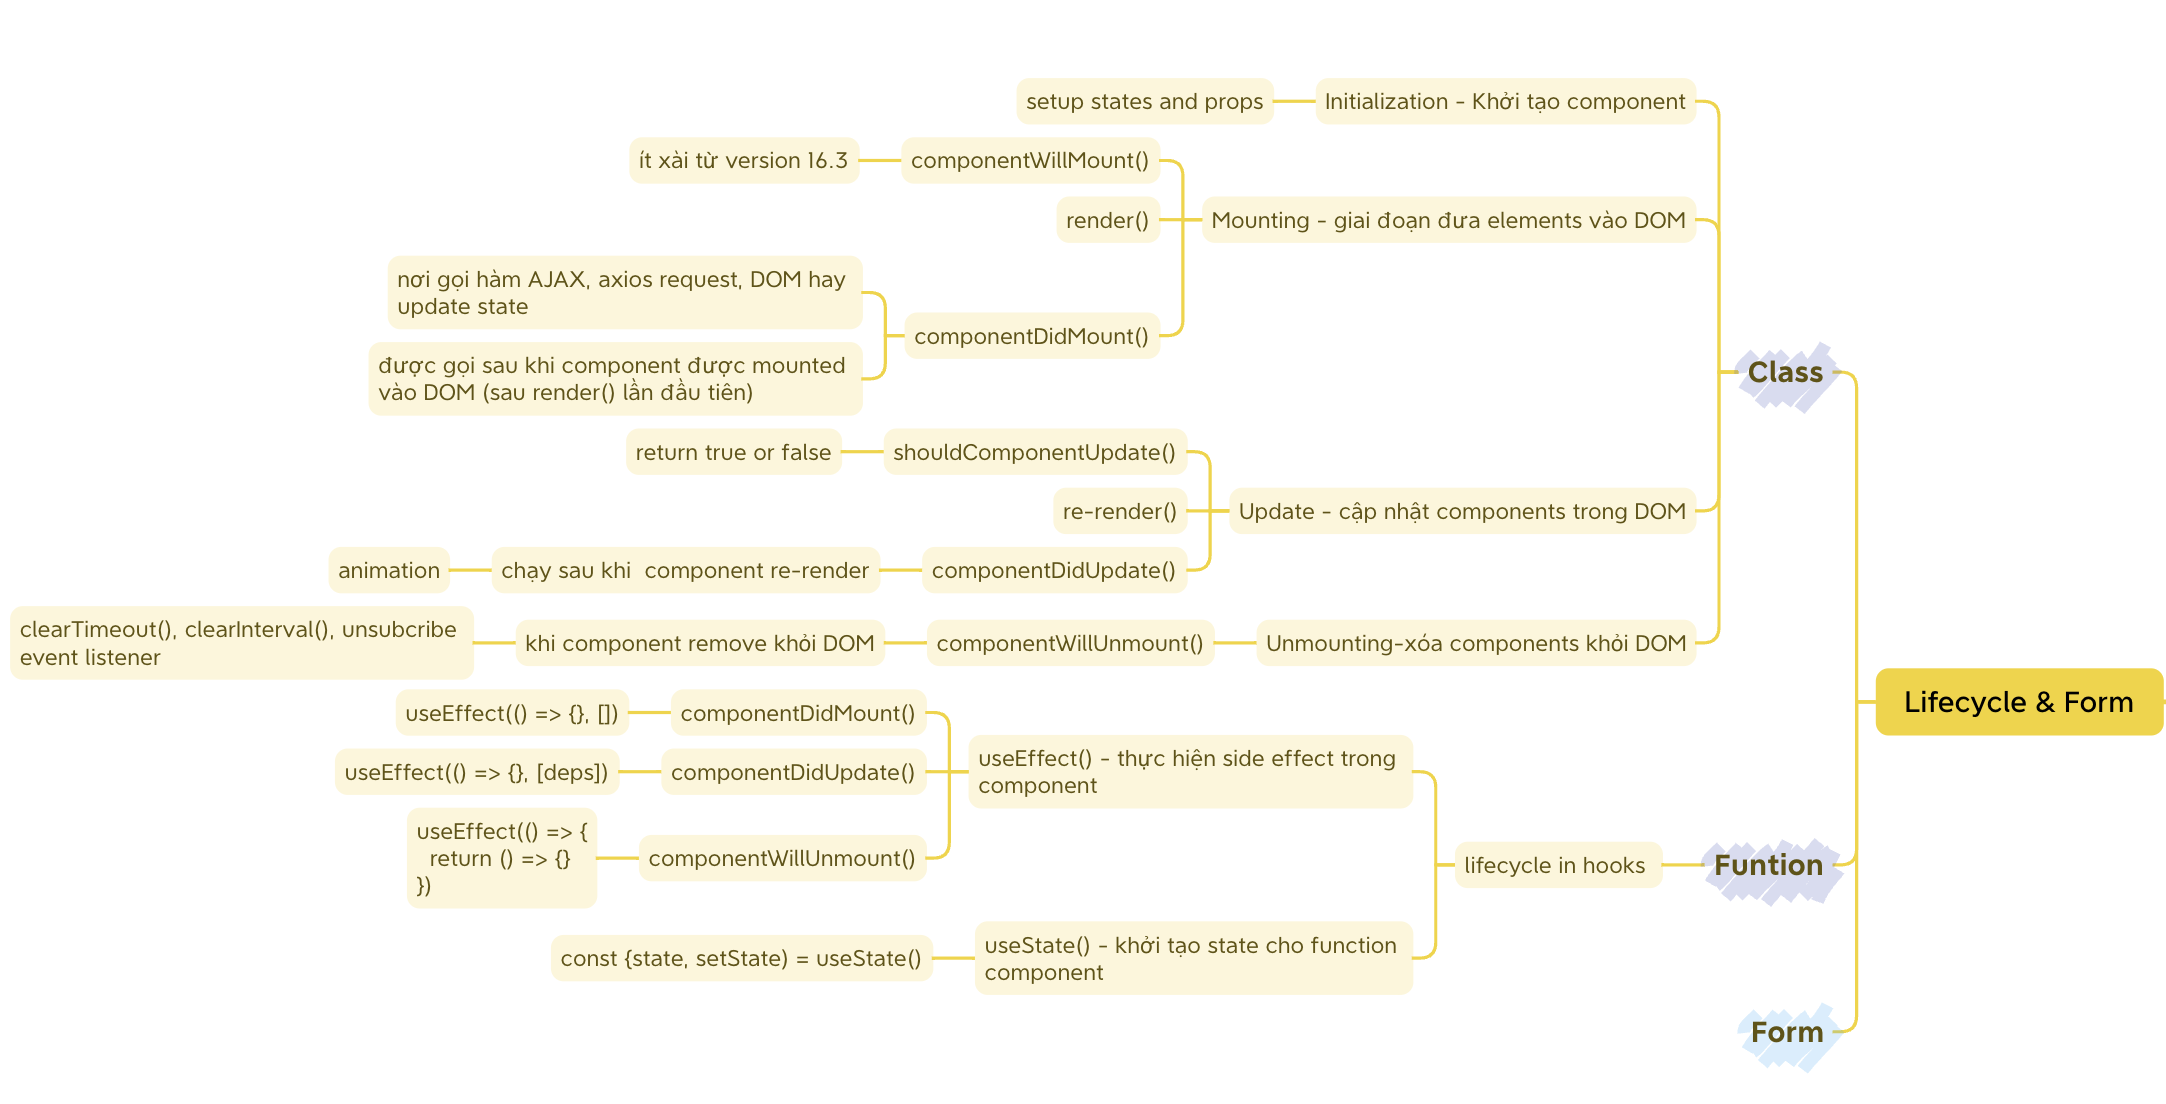 Lifecycle & Form
Class
Initialization - Khởi tạo component
setup states and props
Mounting - giai đoạn đưa elements vào DOM
componentWillMount()
ít xài từ version 16.3
render()
componentDidMount()
nơi gọi hàm AJAX, axios request, DOM hay
update state
được gọi sau khi component được mounted
vào DOM (sau render() lần đầu tiên)
Update - cập nhật components trong DOM
shouldComponentUpdate()
return true or false
re-render()
componentDidUpdate()
chạy sau khi  component re-render
animation
Unmounting-xóa components khỏi DOM
componentWillUnmount()
khi component remove khỏi DOM
clearTimeout(), clearInterval(), unsubcribe
event listener
Funtion
lifecycle in hooks
useEffect() - thực hiện side effect trong
component
componentDidMount()
useEffect(() => {}, [])
componentDidUpdate()
useEffect(() => {}, [deps])
componentWillUnmount()
useEffect(() => {
  return () => {}
})
useState() - khởi tạo state cho function
component
const {state, setState) = useState()
Form